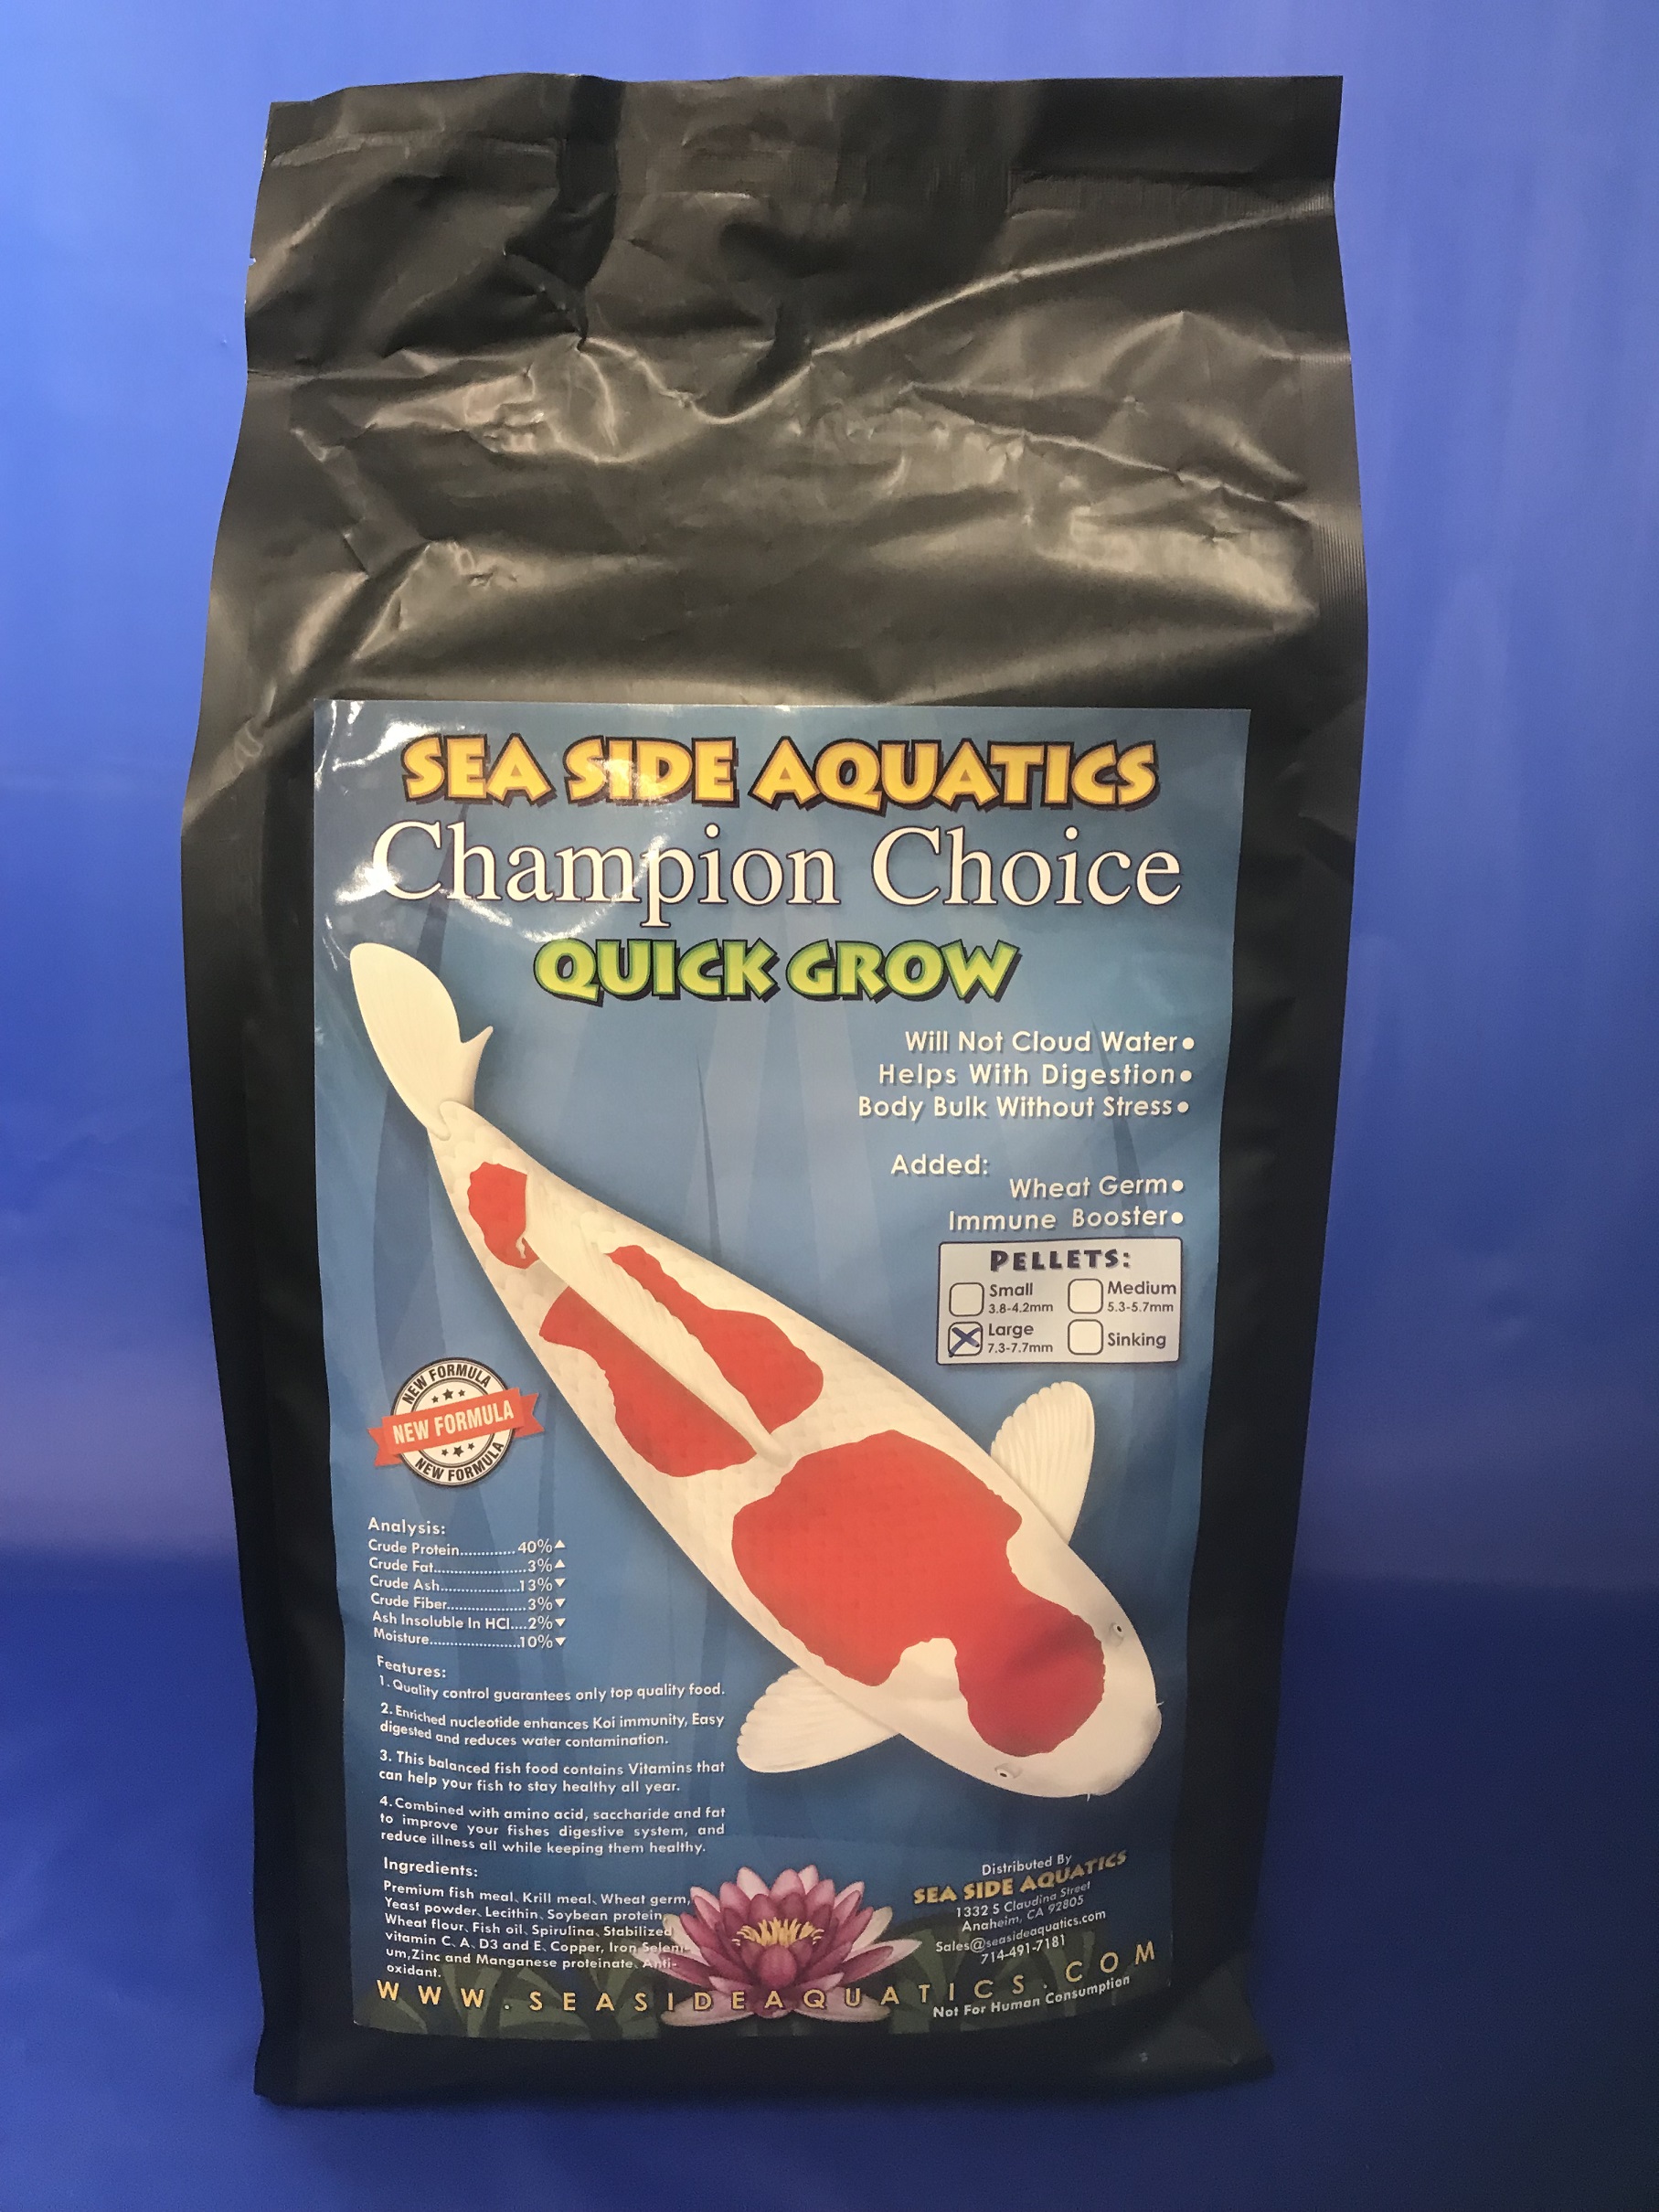 SEA SIDE AQUATICS
Champion Choice
QUICK GROW
Will Not Cloud Water•
Helps With Digestion•
Body Bulk Without Stress•
Added:
Wheat Germ•
Immune Booster•
PELLETS:
Small
3.8-4.2mm
Medium
5.3-5.7mm
Large
7.3-7.7mm
Sinking
NEW FORMULA
NEW FORMULA
NEW FORMULA
Analysis:
Crude Protein.............40%▲
Crude Fat......................3%▲
Crude Ash...................13%▼
Crude Fiber...................3%▼
Ash Insoluble In HCl....2%▼
Moisture.....................10%▼
Features:
1. Quality control guarantees only top quality food.
2. Enriched nucleotide enhances Koi immunity, Easy
digested and reduces water contamination.
3. This balanced fish food contains Vitamins that
can help your fish to stay healthy all year.
4. Combined with amino acid, saccharide and fat
to improve your fishes digestive system, and
reduce illness all while keeping them healthy.
Ingredients:
Premium fish meal、Krill meal、Wheat germ,
Yeast powder、Lecithin、Soybean protein、
Wheat flour、Fish oil、Spirulina、Stabilized
vitamin C、A、D3 and E、Copper, Iron Seleni-
um,Zinc and Manganese proteinate、Anti-
oxidant.
Distributed By
SEA SIDE AQUATICS
1332 S Claudina Street
Anaheim, CA 92805
Sales@seasideaquatics.com
714-491-7181
WWW.SEASIDEAQUATICS.COM
Not For Human Consumption